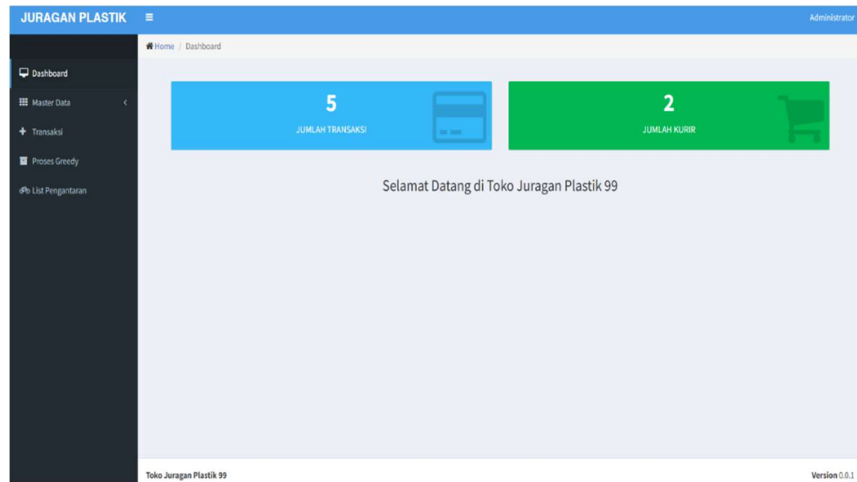 JURAGAN PLASTIK
Administrator
Home / Dashboard
Dashboard
Master Data
Transaksi
Proses Greedy
List Pengantaran
5
JUMLAH TRANSAKSI
2
JUMLAH KURIR
Selamat Datang di Toko Juragan Plastik 99
Toko Juragan Plastik 99
Version 0.0.1